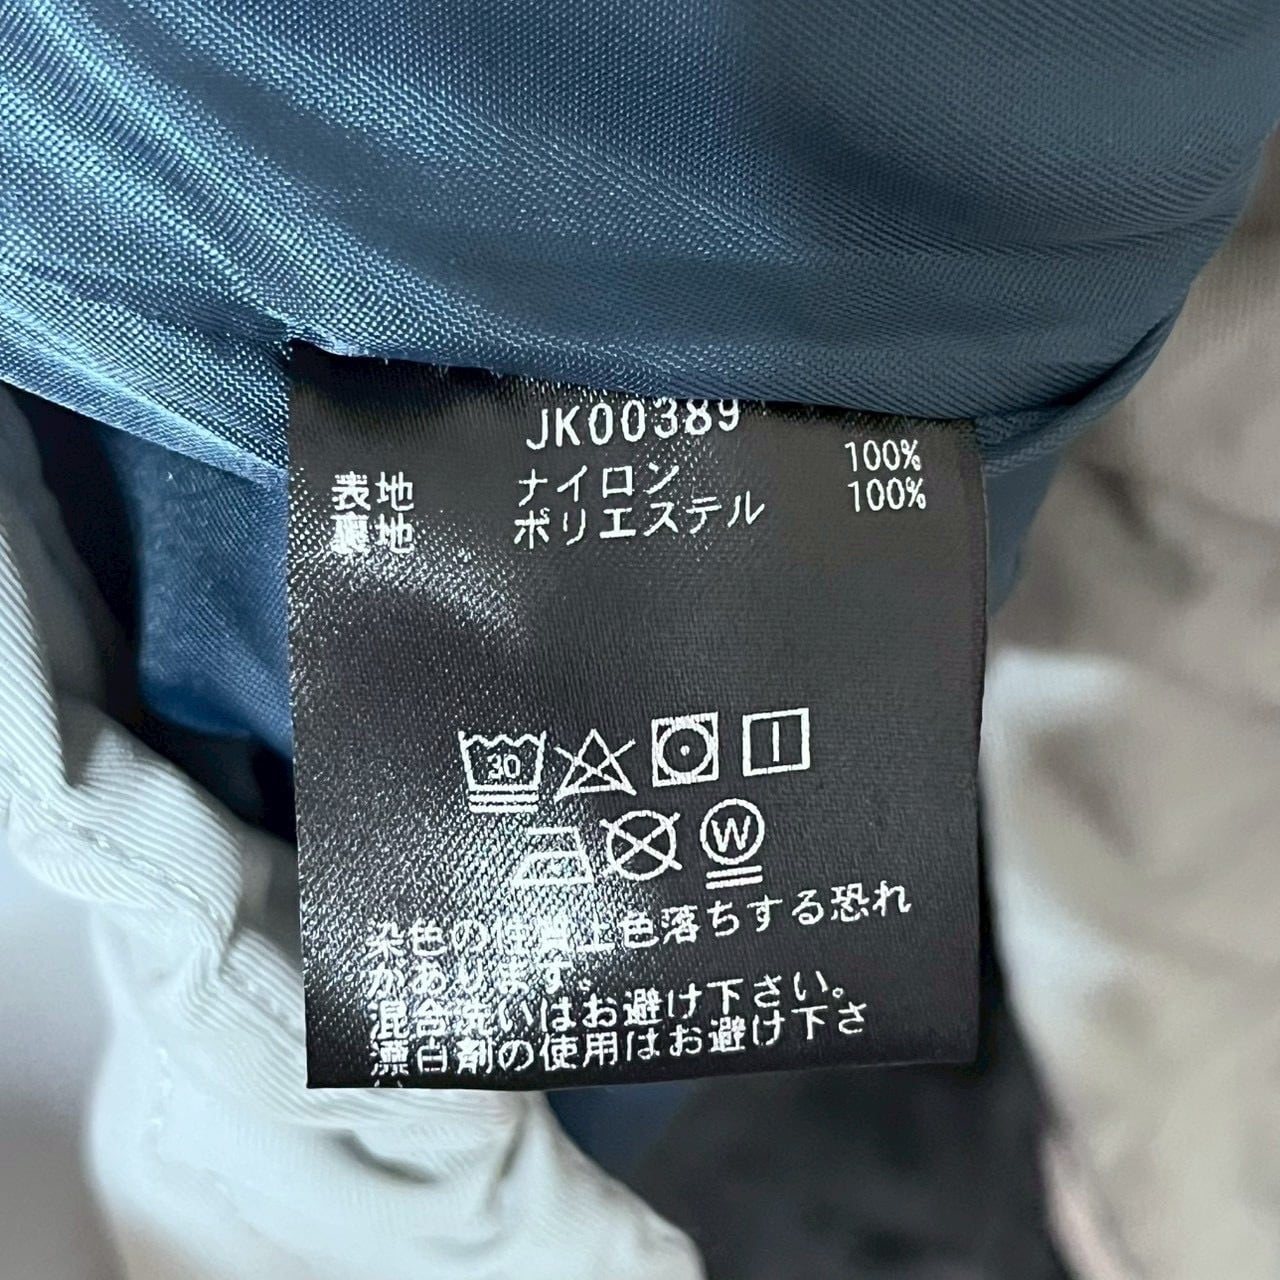 JK00389
表地 ナイロン 100%
裏地 ポリエステル 100%
30
W
染色の性質上色落ちする恐れ
があります。
混合洗いはお避け下さい。
漂白剤の使用はお避け下さ
い